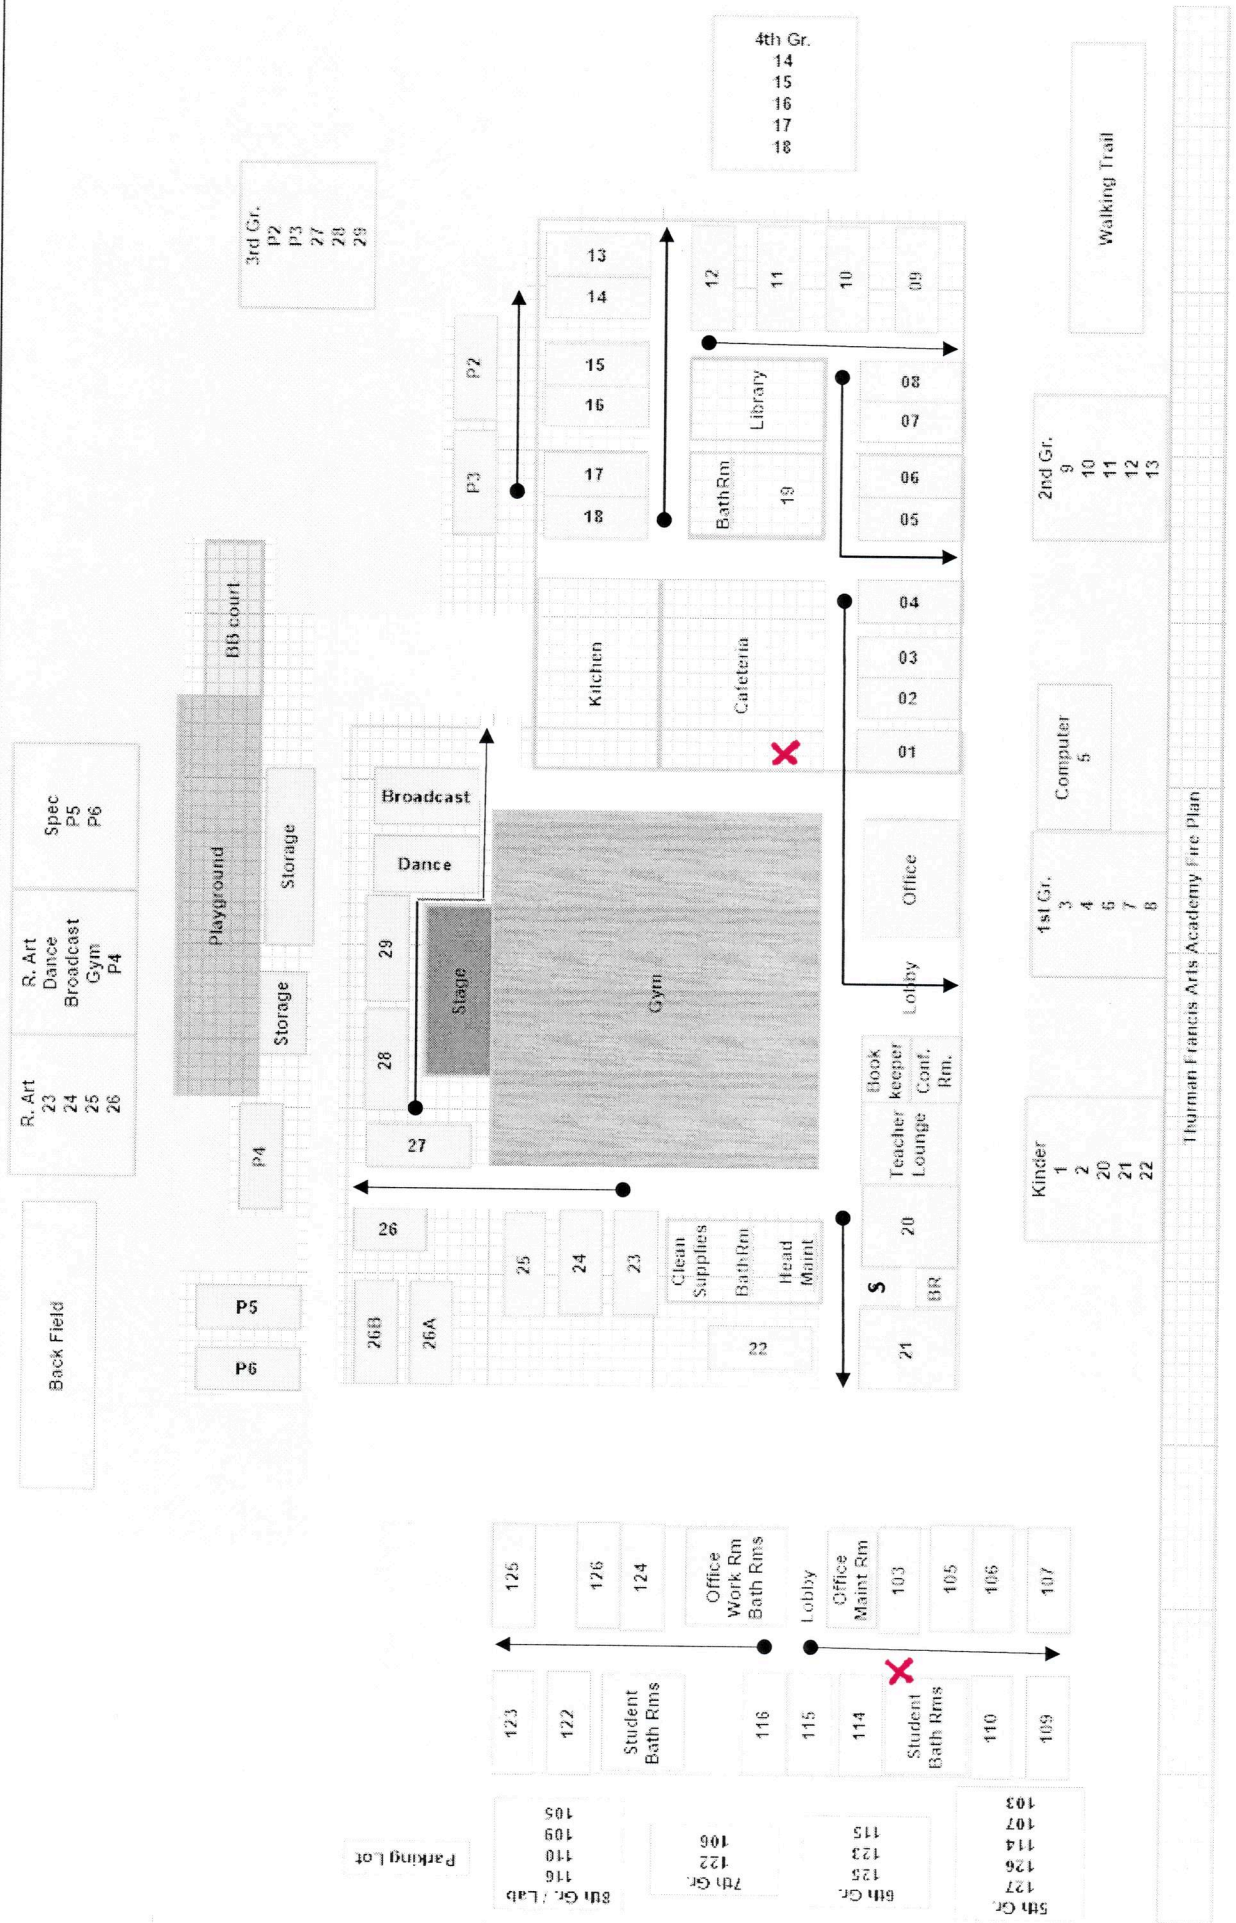 4th Gr.
14
15
16
17
18
Walking Trail
3rd Gr.
P2
P3
27
28
29
13
14
15
16
17
18
12
11
10
09
P2
P3
Library
BathRm
19
08
07
06
05
2nd Gr.
9
10
11
12
13
BB court
Playground
Storage
Storage
Kitchen
Cafeteria
04
03
02
01
Computer
5
Spec
P5
P6
R. Art
Dance
Broadcast
Gym
P4
R. Art
23
24
25
26
Broadcast
Dance
29
28
27
Stage
Gym
Office
Lobby
Book
keeper
Conf.
Rm.
Teacher
Lounge
1st Gr.
3
4
6
7
8
Kinder
1
2
20
21
22
Thurman Francis Arts Academy Fire Plan
P4
Back Field
P5
P6
26
26B
26A
25
24
23
Clean
Supplies
BathRm
Head
Maint
22
20
S
BR
21
125
126
124
Office
Work Rm
Bath Rms
Lobby
Office
Maint Rm
103
105
106
107
123
122
Student
Bath Rms
116
115
114
Student
Bath Rms
110
109
Parking Lot
8th Gr. / Lab
116
110
109
105
7th Gr.
122
106
6th Gr.
125
123
115
5th Gr.
127
126
114
107
103